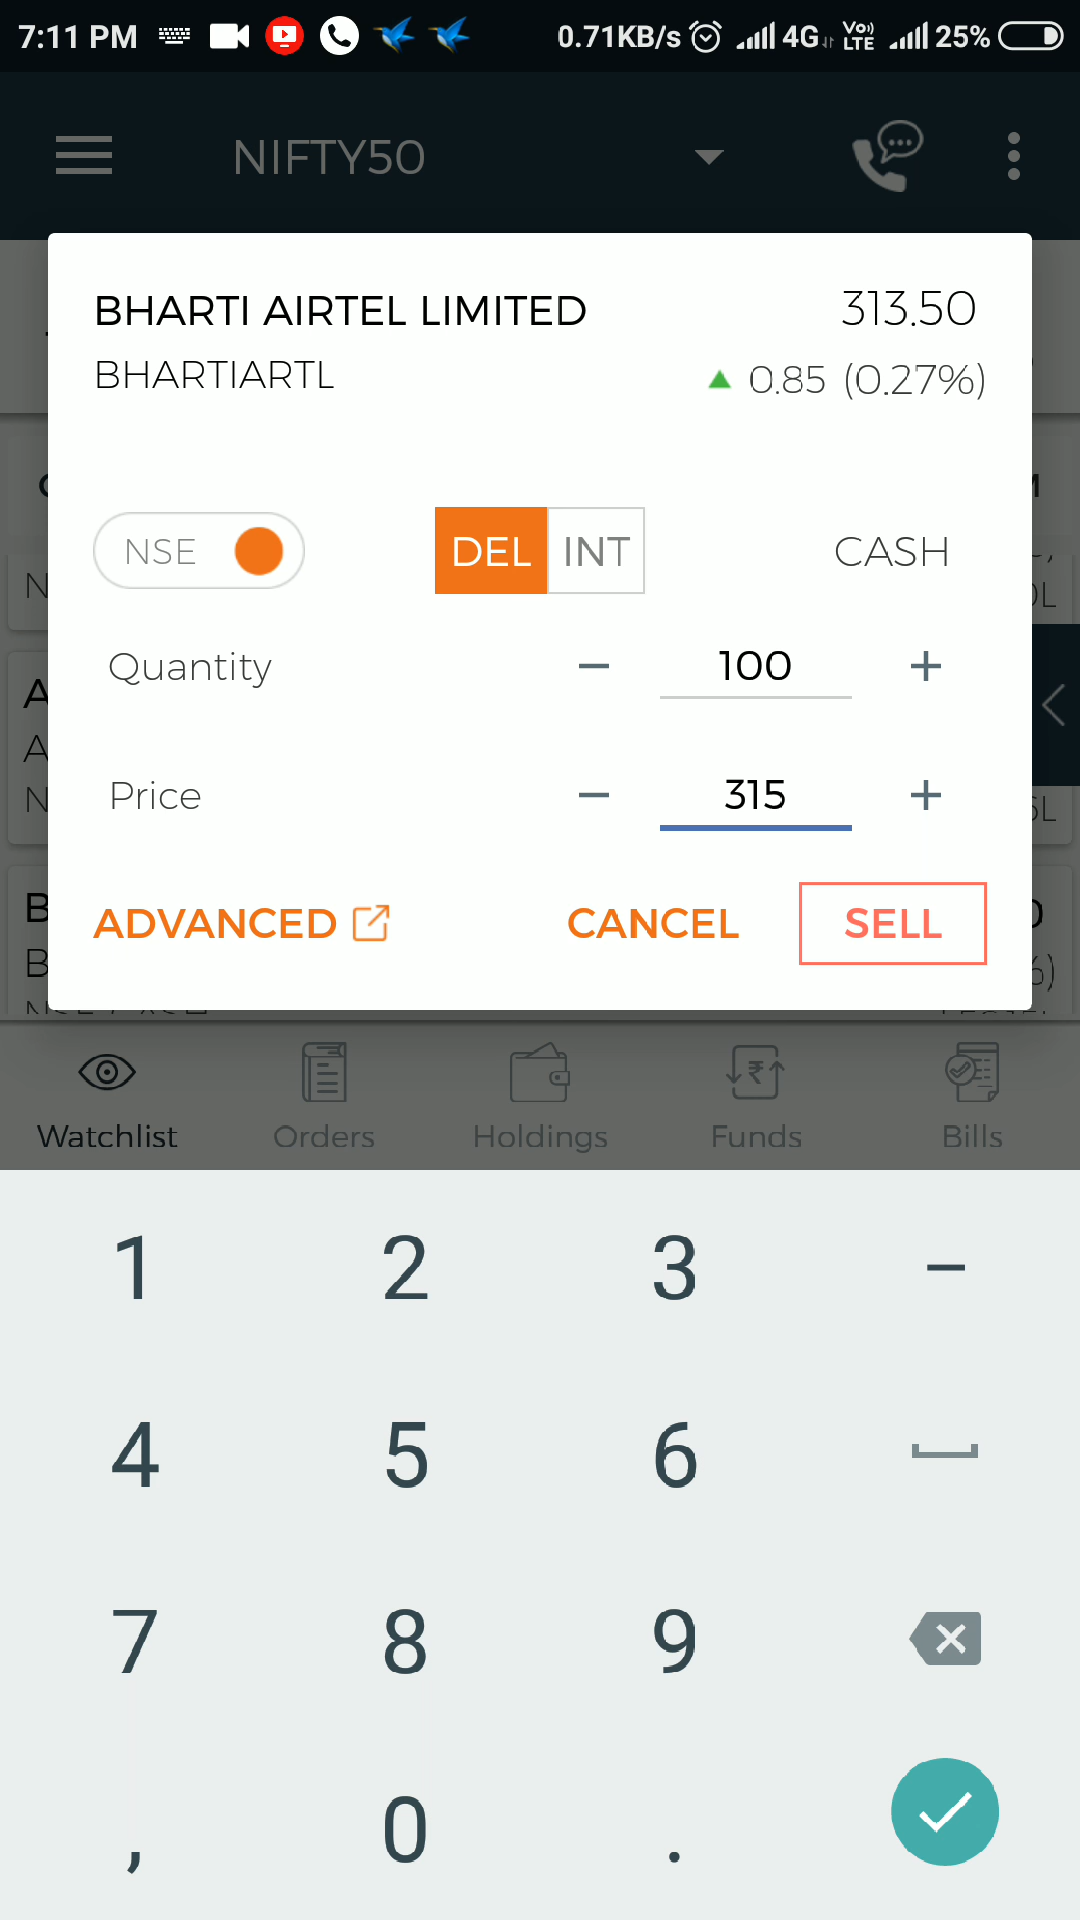 7:11 PM 0.71KB/s 4G VoLTE 25%
NIFTY50
BHARTI AIRTEL LIMITED 313.50
BHARTIARTL 0.85 (0.27%)
NSE DEL INT CASH
Quantity − 100 +
Price − 315 +
ADVANCED CANCEL SELL
Watchlist Orders Holdings Funds Bills
1 2 3 −
4 5 6
7 8 9
, 0 .